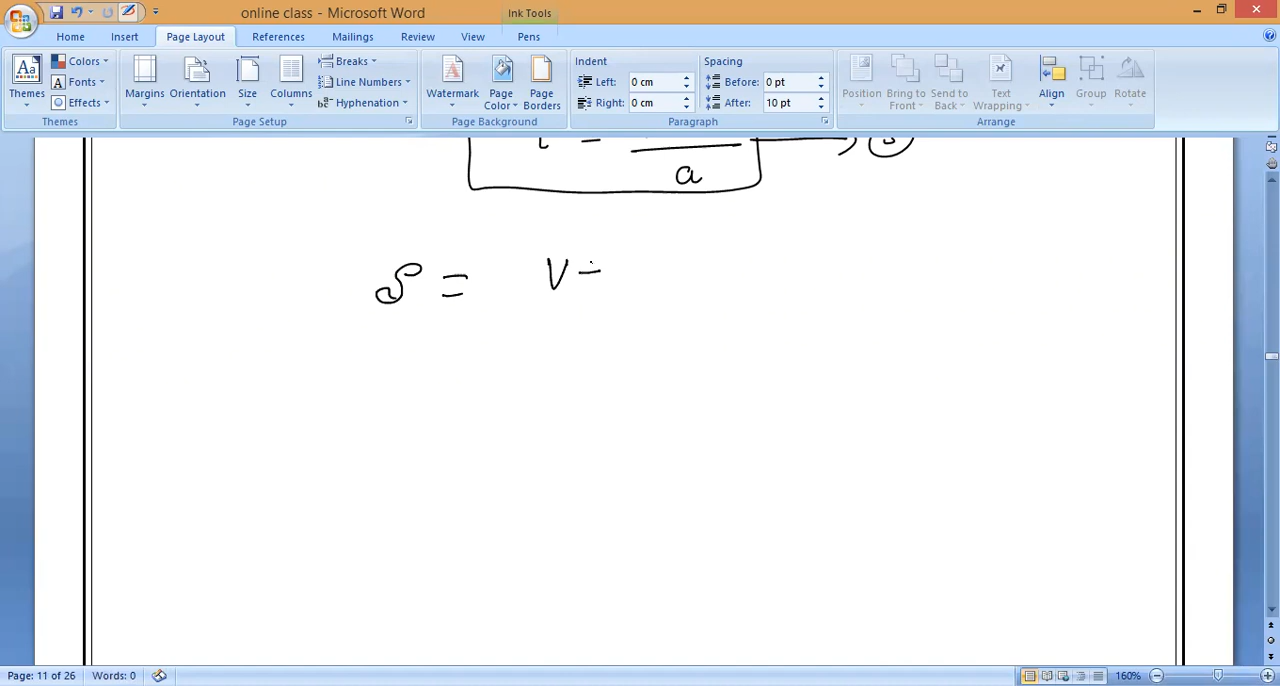 online class - Microsoft Word
Ink Tools
Home Insert Page Layout References Mailings Review View Pens
Themes Colors Fonts Effects
Themes
Margins Orientation Size Columns Breaks Line Numbers Hyphenation
Page Setup
Watermark Page Color Page Borders
Page Background
Indent
Left: 0 cm
Right: 0 cm
Spacing
Before: 0 pt
After: 10 pt
Paragraph
Position Bring to Front Send to Back Text Wrapping Align Group Rotate
Arrange
a
S = V -
Page: 11 of 26 Words: 0 160%